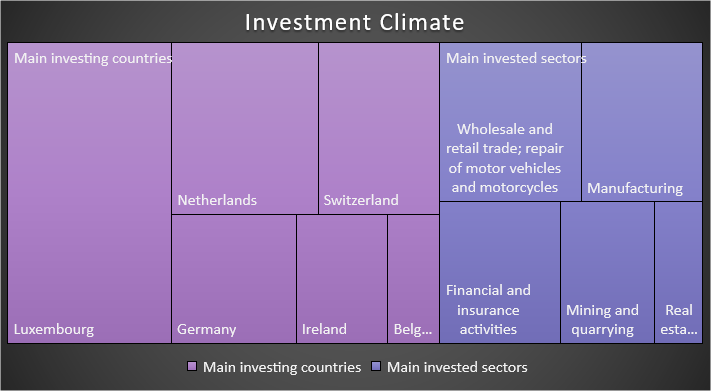 Investment Climate
Main investing countries
Main invested sectors
Wholesale and
retail trade; repair
of motor vehicles
and motorcycles
Manufacturing
Netherlands
Switzerland
Financial and
insurance
activities
Mining and
quarrying
Real
esta...
Luxembourg
Germany
Ireland
Belg...
Main investing countries
Main invested sectors